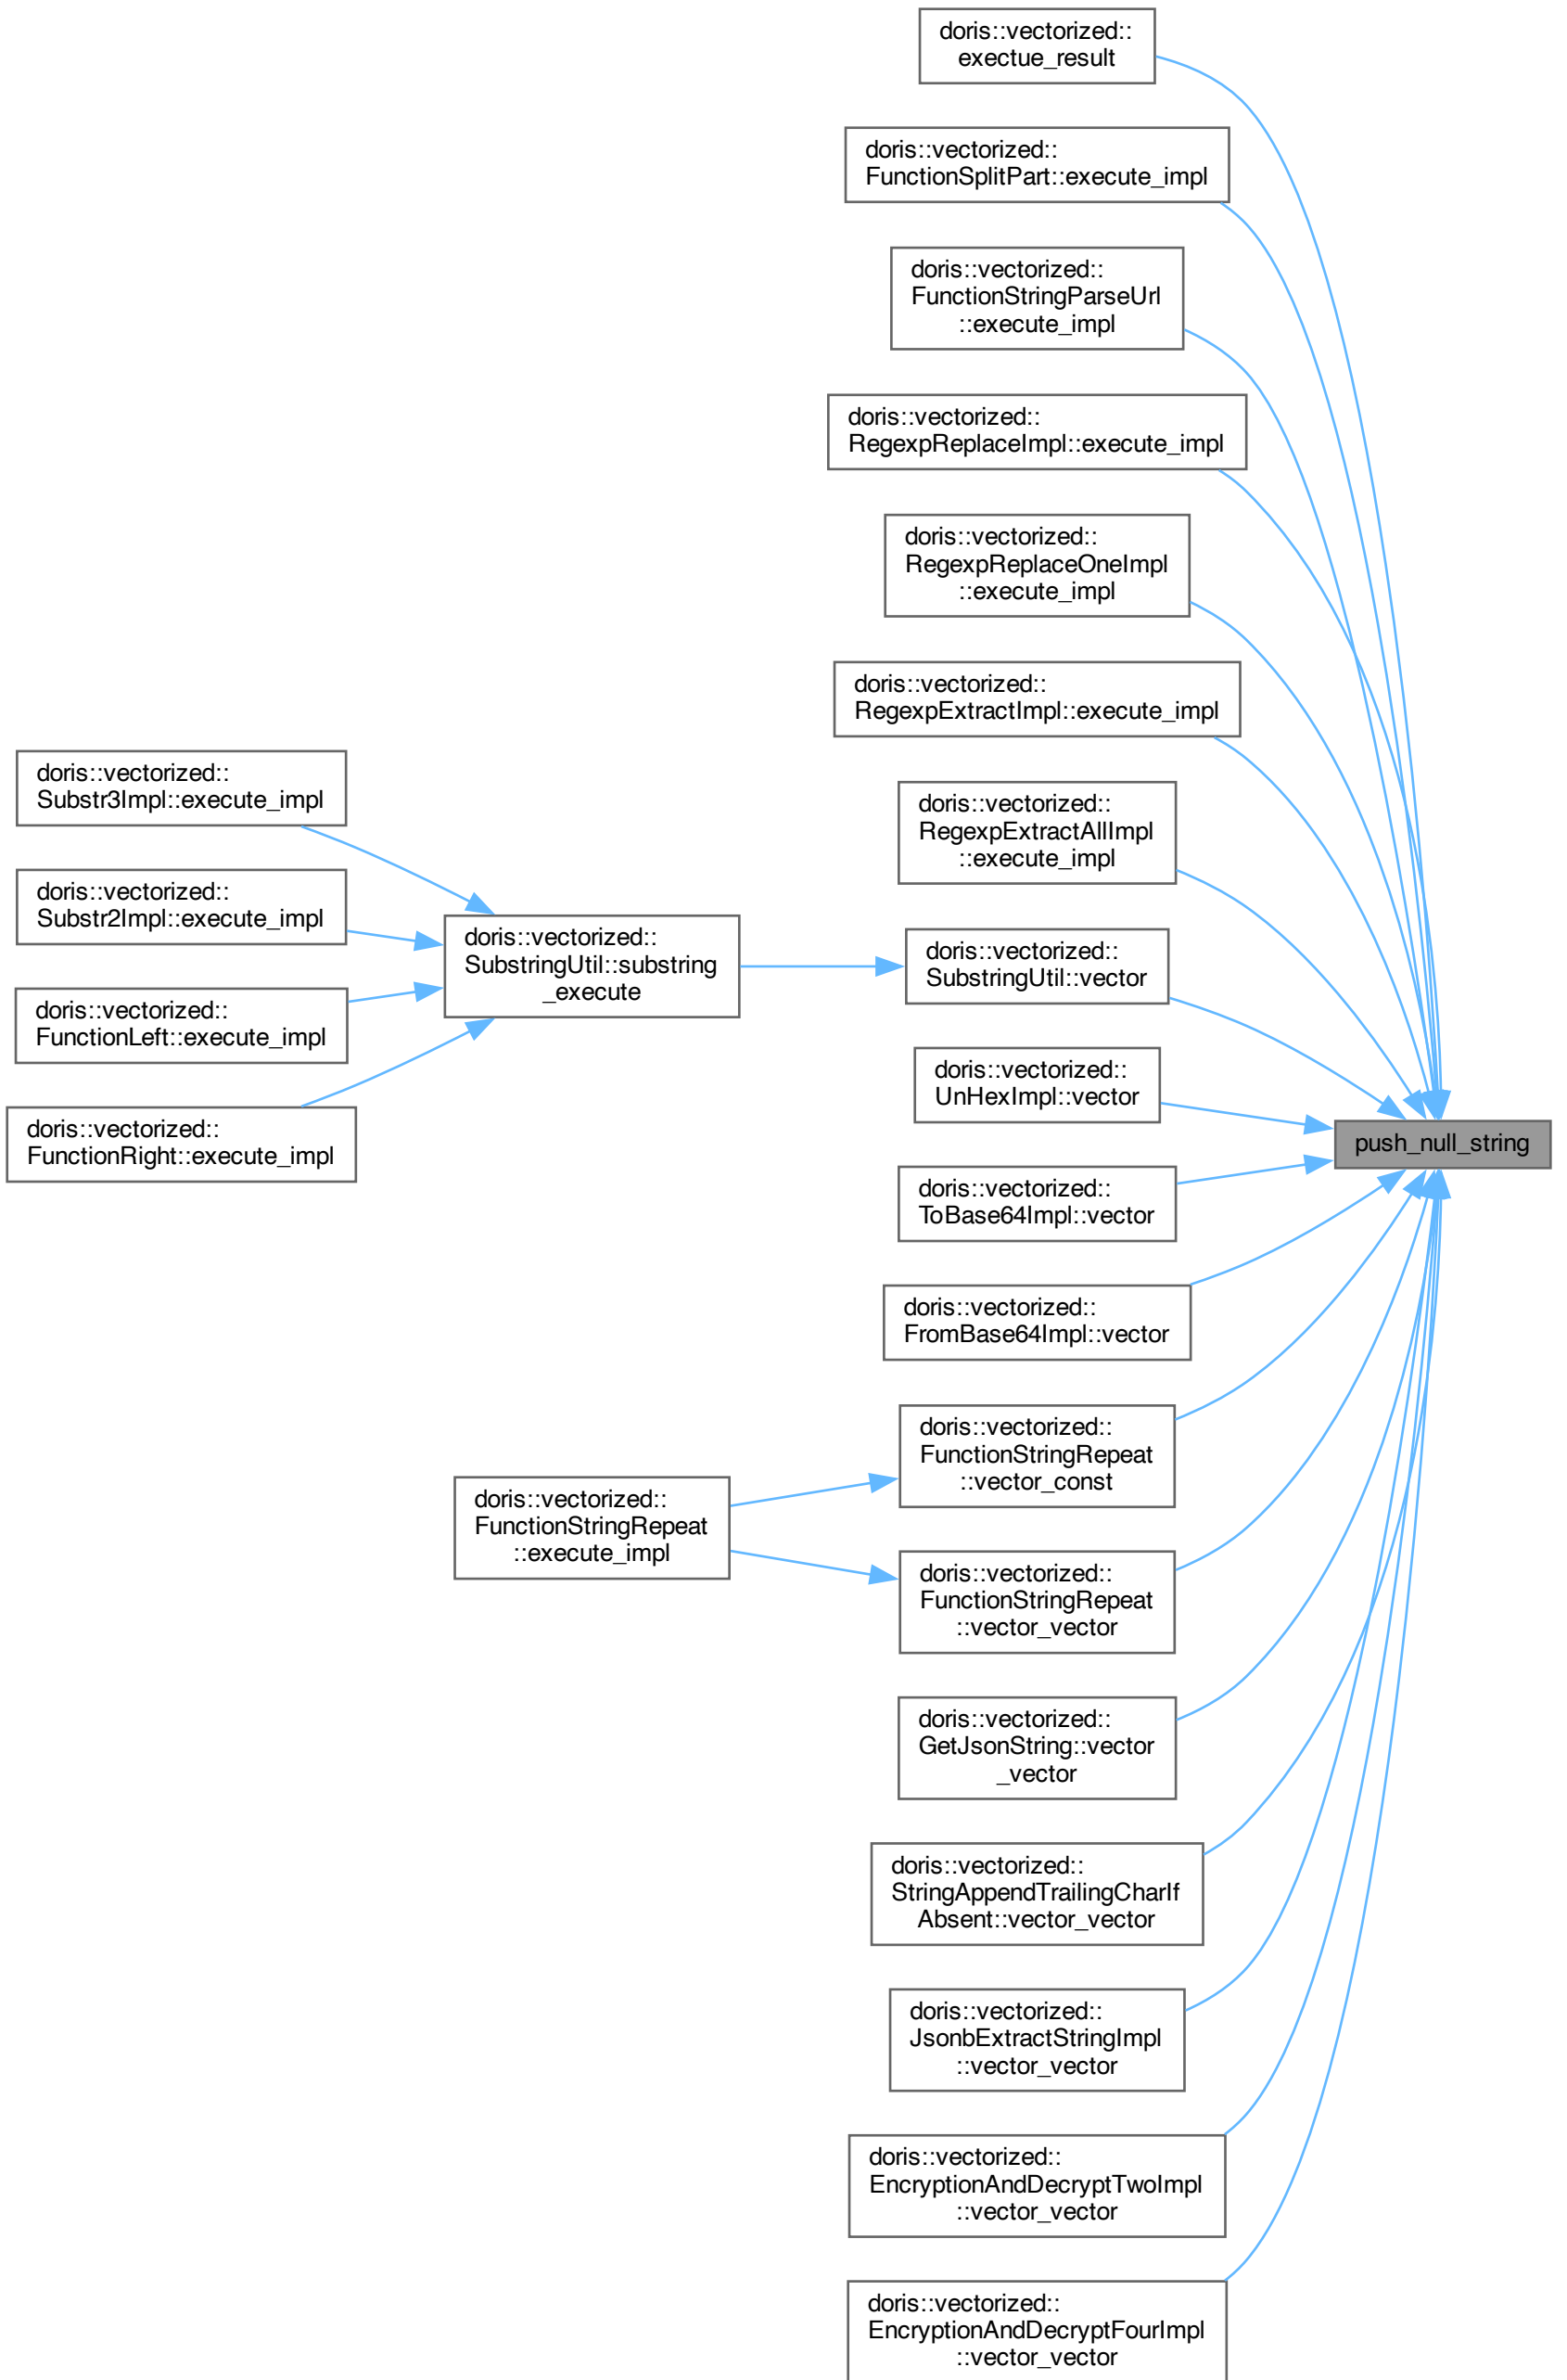 doris::vectorized::
exectue_result
doris::vectorized::
FunctionSplitPart::execute_impl
doris::vectorized::
FunctionStringParseUrl
::execute_impl
doris::vectorized::
RegexpReplaceImpl::execute_impl
doris::vectorized::
RegexpReplaceOneImpl
::execute_impl
doris::vectorized::
RegexpExtractImpl::execute_impl
doris::vectorized::
RegexpExtractAllImpl
::execute_impl
doris::vectorized::
Substr3Impl::execute_impl
doris::vectorized::
Substr2Impl::execute_impl
doris::vectorized::
FunctionLeft::execute_impl
doris::vectorized::
FunctionRight::execute_impl
doris::vectorized::
SubstringUtil::substring
_execute
doris::vectorized::
SubstringUtil::vector
doris::vectorized::
UnHexImpl::vector
push_null_string
doris::vectorized::
ToBase64Impl::vector
doris::vectorized::
FromBase64Impl::vector
doris::vectorized::
FunctionStringRepeat
::vector_const
doris::vectorized::
FunctionStringRepeat
::execute_impl
doris::vectorized::
FunctionStringRepeat
::vector_vector
doris::vectorized::
GetJsonString::vector
_vector
doris::vectorized::
StringAppendTrailingCharIf
Absent::vector_vector
doris::vectorized::
JsonbExtractStringImpl
::vector_vector
doris::vectorized::
EncryptionAndDecryptTwoImpl
::vector_vector
doris::vectorized::
EncryptionAndDecryptFourImpl
::vector_vector